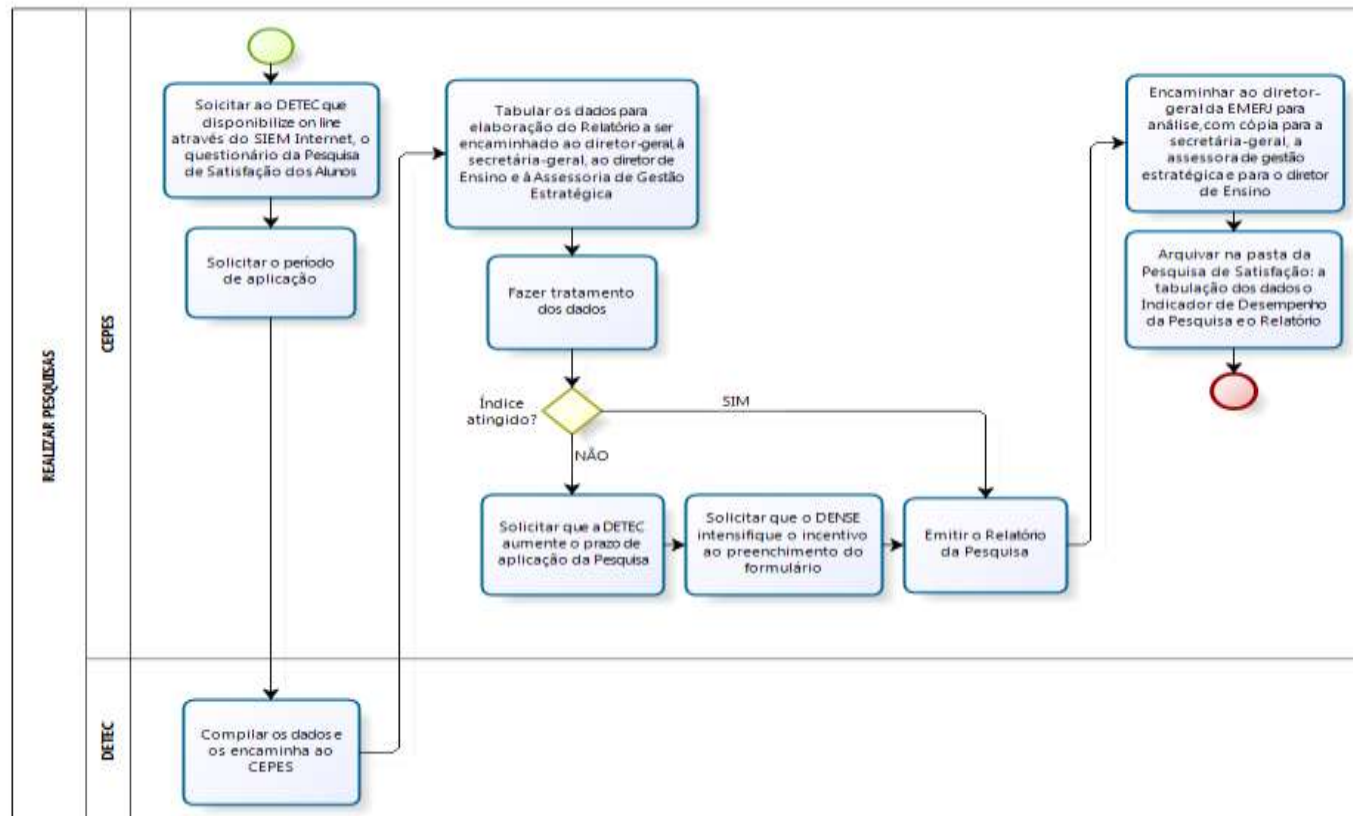 REALIZAR PESQUISAS
CEPES
Soicitar ao DETEC que
disponibilize on line
através do SIEM Internet, o
questionário da Pesquisa
de Satisfação dos Alunos
Solicitar o período
de aplicação
Tabular os dados para
elaboração do Relatório a ser
encaminhado ao diretor-geral, à
secretária-geral, ao diretor de
Ensino e à Assessoria de Gestão
Estratégica
Fazer tratamento
dos dados
Índice
atingido?
SIM
NÃO
Solicitar que a DETEC
aumente o prazo de
aplicação da Pesquisa
Solicitar que o DENSE
intensifique o incentivo
ao preenchimento do
formulário
Emitir o Relatório
da Pesquisa
Encaminhar ao diretor-
geral da EMERJ para
análise, com cópia para a
secretária-geral, a
assessora de gestão
estratégica e para o diretor
de Ensino
Arquivar na pasta da
Pesquisa de Satisfação: a
tabulação dos dados o
Indicador de Desempenho
da Pesquisa e o Relatório
DETEC
Compilar os dados e
os encaminha ao
CEPES